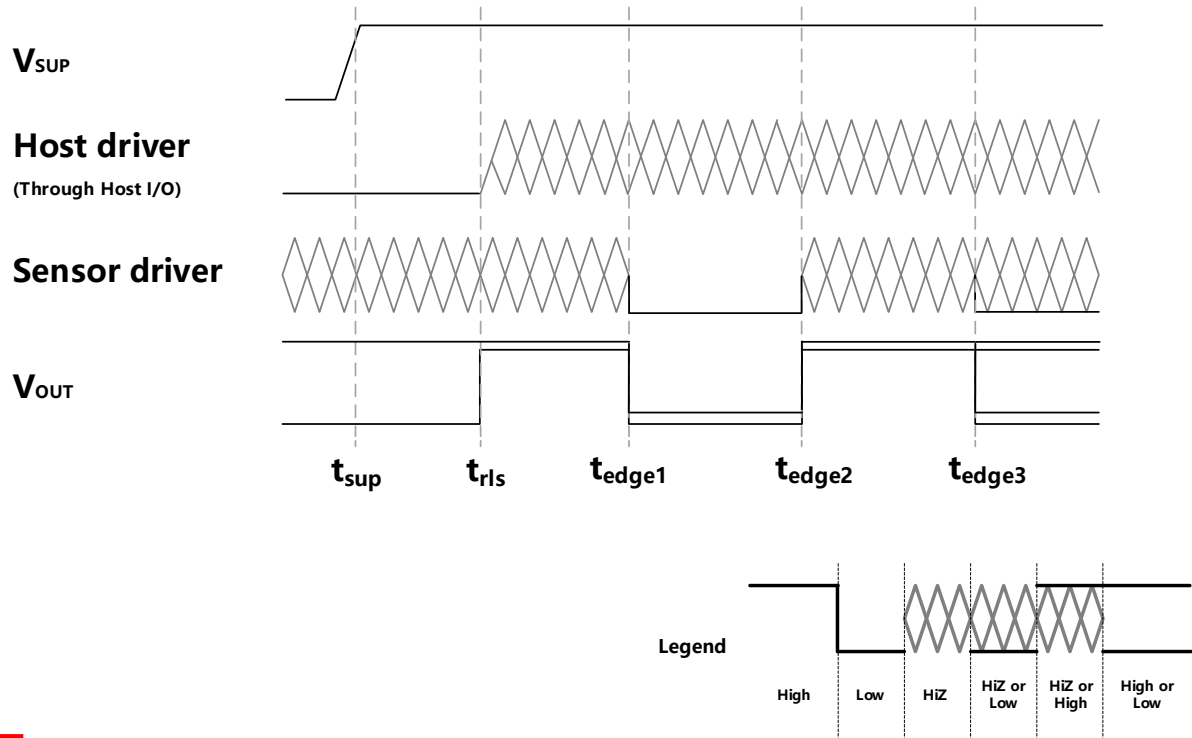 VSUP
Host driver
(Through Host I/O)
Sensor driver
VOUT
tsup trls tedge1 tedge2 tedge3
Legend
High Low HiZ HiZ or Low HiZ or High High or Low